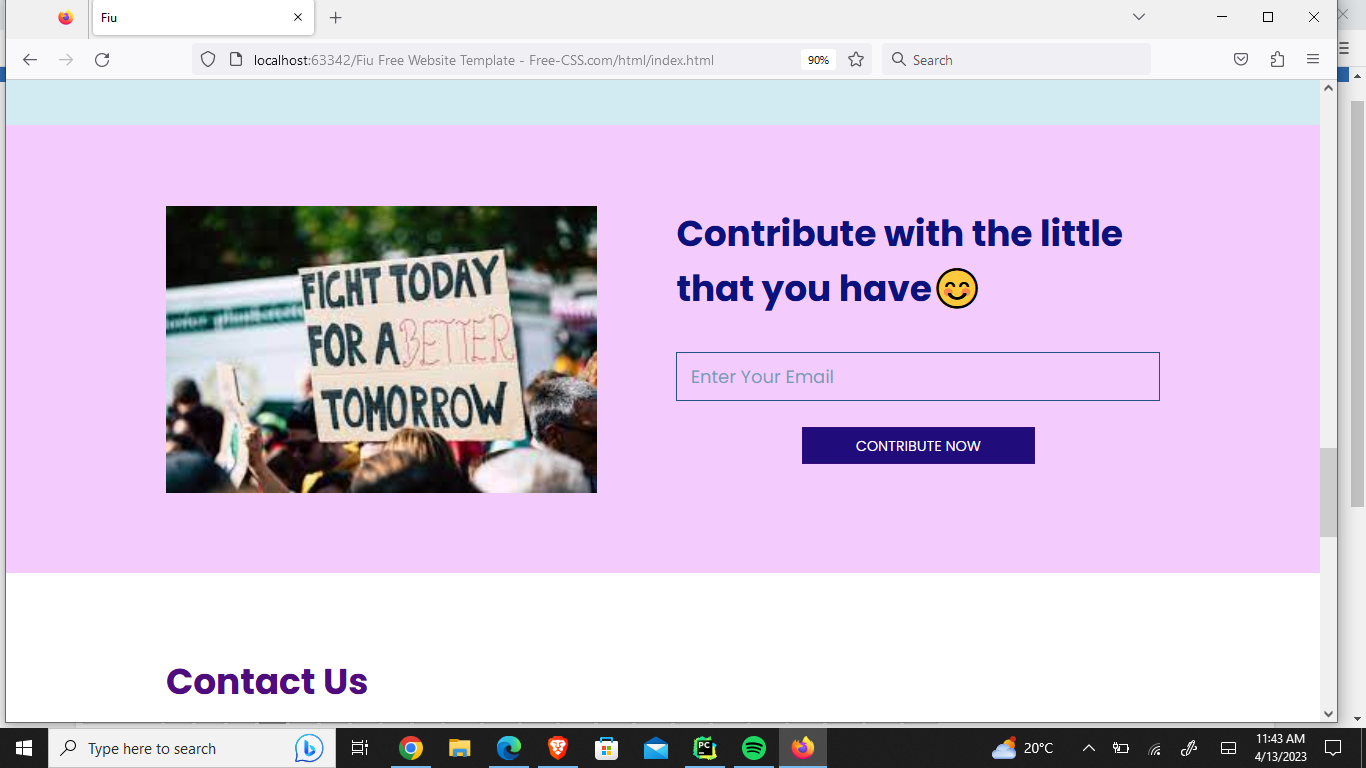 Fiu
localhost:63342/Fiu Free Website Template - Free-CSS.com/html/index.html
90%
Search
FIGHT TODAY
FOR A BETTER
TOMORROW
Contribute with the little
that you have😊
Enter Your Email
CONTRIBUTE NOW
Contact Us
Type here to search
PC
20°C
11:43 AM
4/13/2023